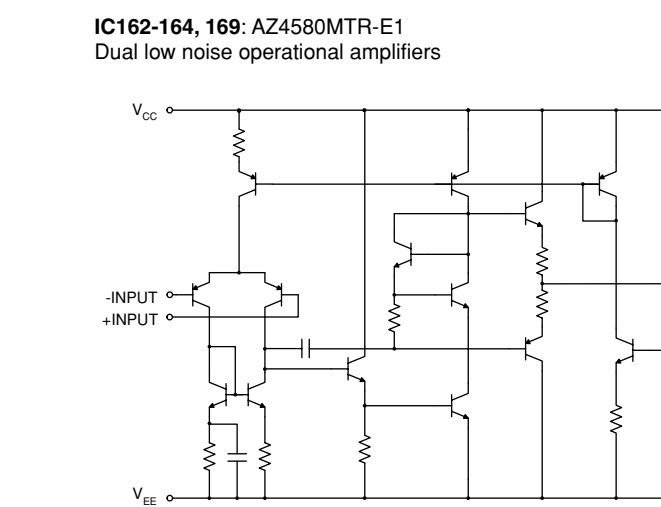 IC162-164, 169: AZ4580MTR-E1
Dual low noise operational amplifiers
VCC
-INPUT
+INPUT
VEE